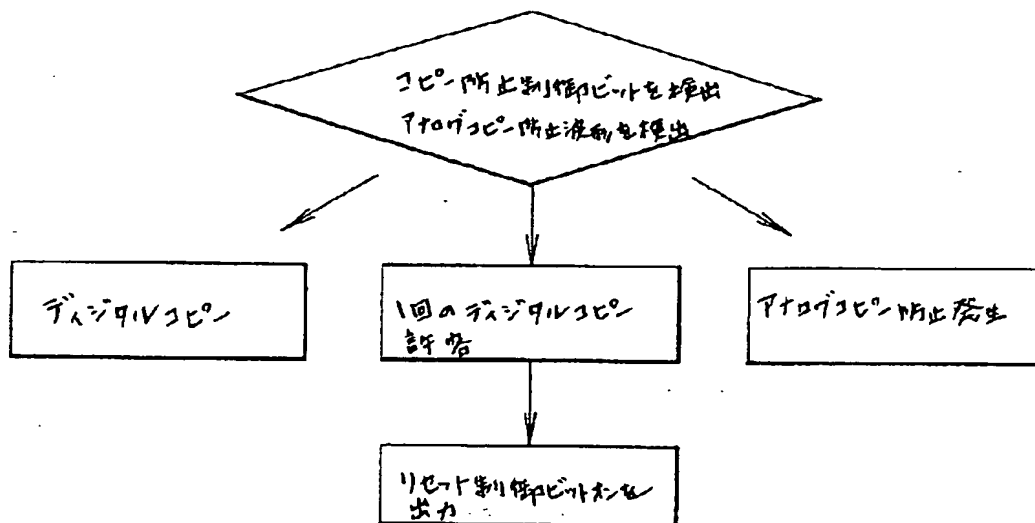 コピー防止制御ビットを検出
アナログコピー防止波形を検出
ディジタルコピー
1回のディジタルコピー
許容
アナログコピー防止発生
リセット制御ビットオンを
出力